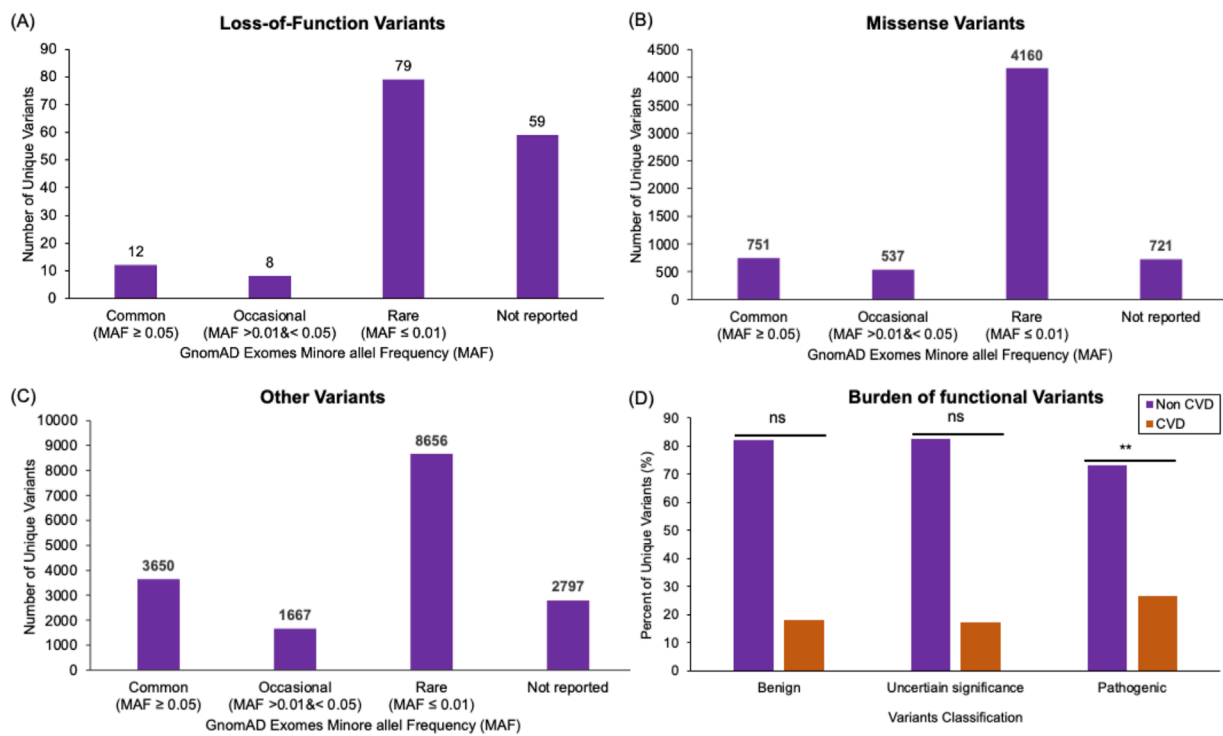 (A)
Loss-of-Function Variants
Number of Unique Variants
90
80
70
60
50
40
30
20
10
0
12
8
79
59
Common
(MAF ≥ 0.05)
Occasional
(MAF >0.01&< 0.05)
Rare
(MAF ≤ 0.01)
Not reported
GnomAD Exomes Minore allel Frequency (MAF)
(B)
Missense Variants
Number of Unique Variants
4500
4000
3500
3000
2500
2000
1500
1000
500
0
751
537
4160
721
Common
(MAF ≥ 0.05)
Occasional
(MAF >0.01&< 0.05)
Rare
(MAF ≤ 0.01)
Not reported
GnomAD Exomes Minore allel Frequency (MAF)
(C)
Other Variants
Number of Unique Variants
10000
9000
8000
7000
6000
5000
4000
3000
2000
1000
0
3650
1667
8656
2797
Common
(MAF ≥ 0.05)
Occasional
(MAF >0.01&< 0.05)
Rare
(MAF ≤ 0.01)
Not reported
GnomAD Exomes Minore allel Frequency (MAF)
(D)
Burden of functional Variants
Non CVD
CVD
Percent of Unique Variants (%)
90
80
70
60
50
40
30
20
10
0
ns
ns
**
Benign
Uncertiain significance
Pathogenic
Variants Classification